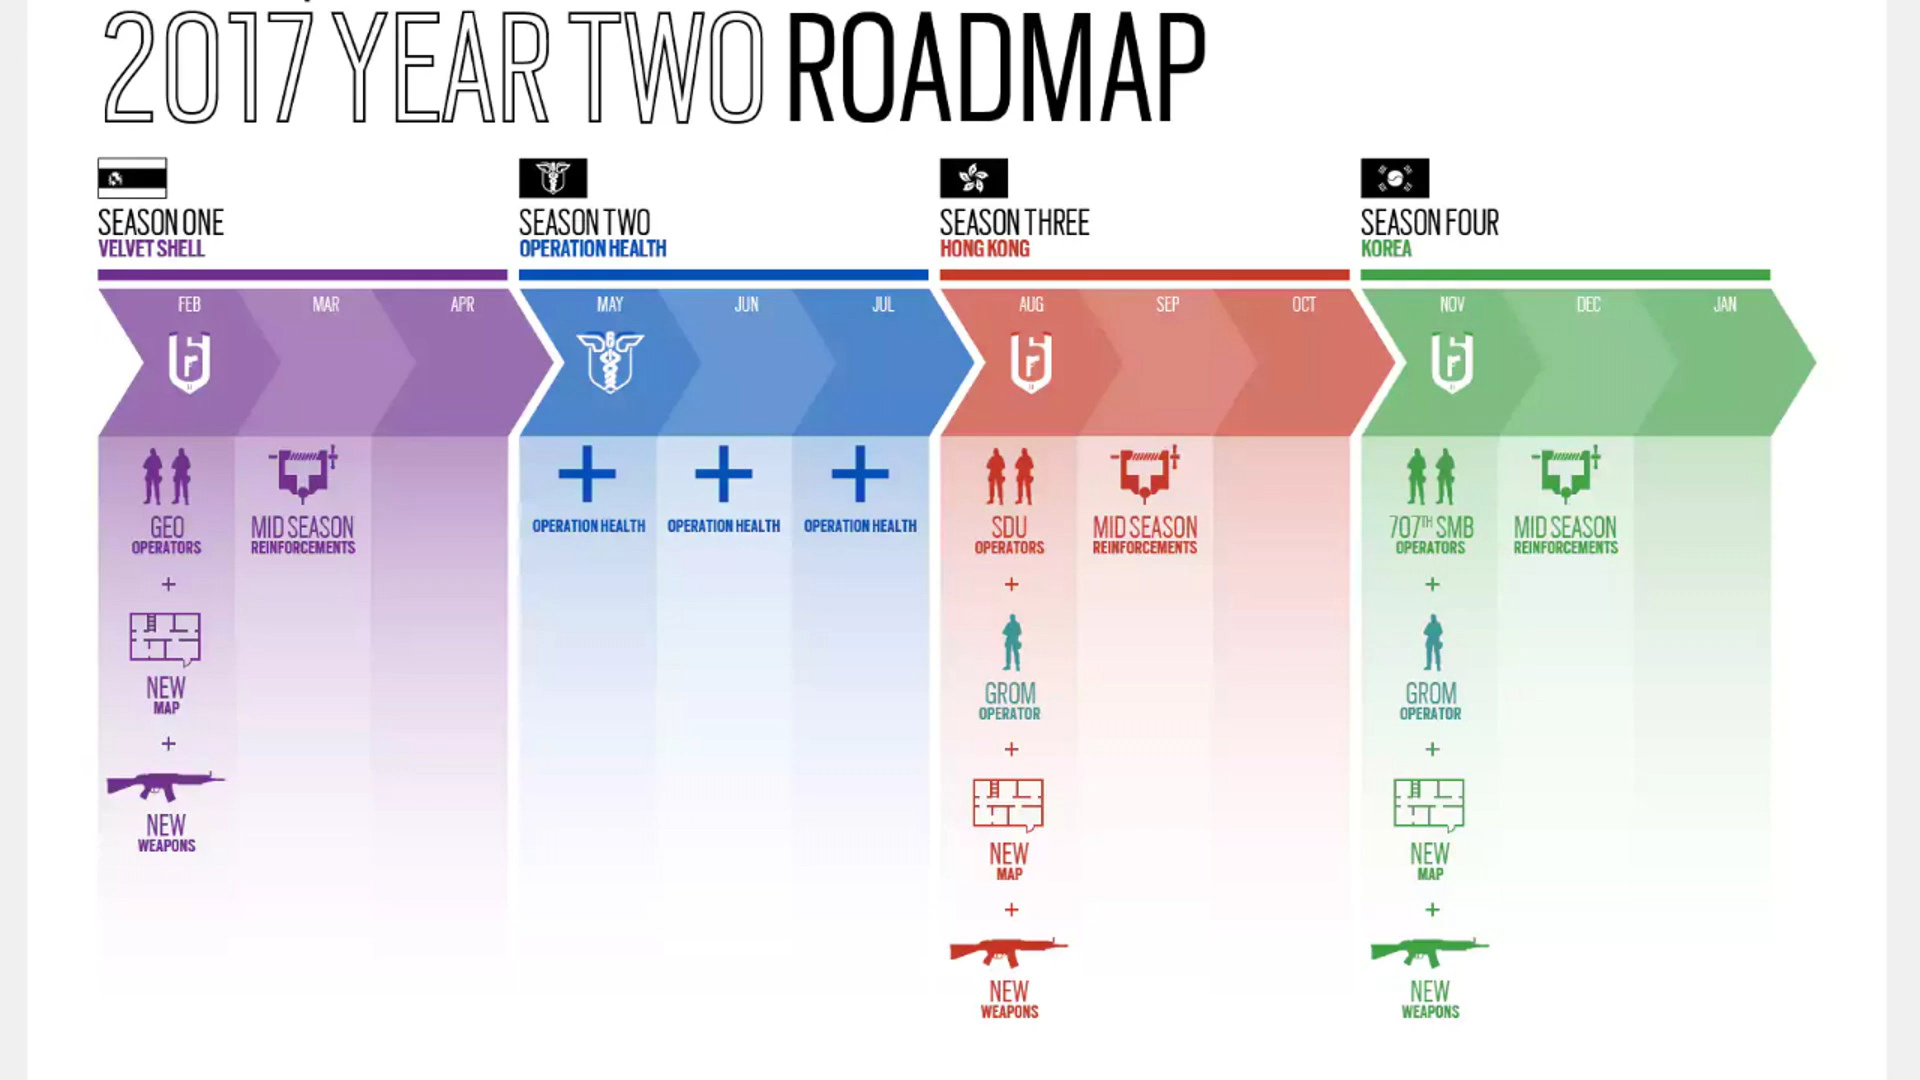 2017 YEAR TWO ROADMAP
SEASON ONE
VELVET SHELL
SEASON TWO
OPERATION HEALTH
SEASON THREE
HONG KONG
SEASON FOUR
KOREA
FEB
MAR
APR
MAY
JUN
JUL
AUG
SEP
OCT
NOV
DEC
JAN
GEO
OPERATORS
+
NEW
MAP
+
NEW
WEAPONS
MID SEASON
REINFORCEMENTS
OPERATION HEALTH
OPERATION HEALTH
OPERATION HEALTH
SDU
OPERATORS
+
GROM
OPERATOR
+
NEW
MAP
+
NEW
WEAPONS
MID SEASON
REINFORCEMENTS
707TH SMB
OPERATORS
+
GROM
OPERATOR
+
NEW
MAP
+
NEW
WEAPONS
MID SEASON
REINFORCEMENTS